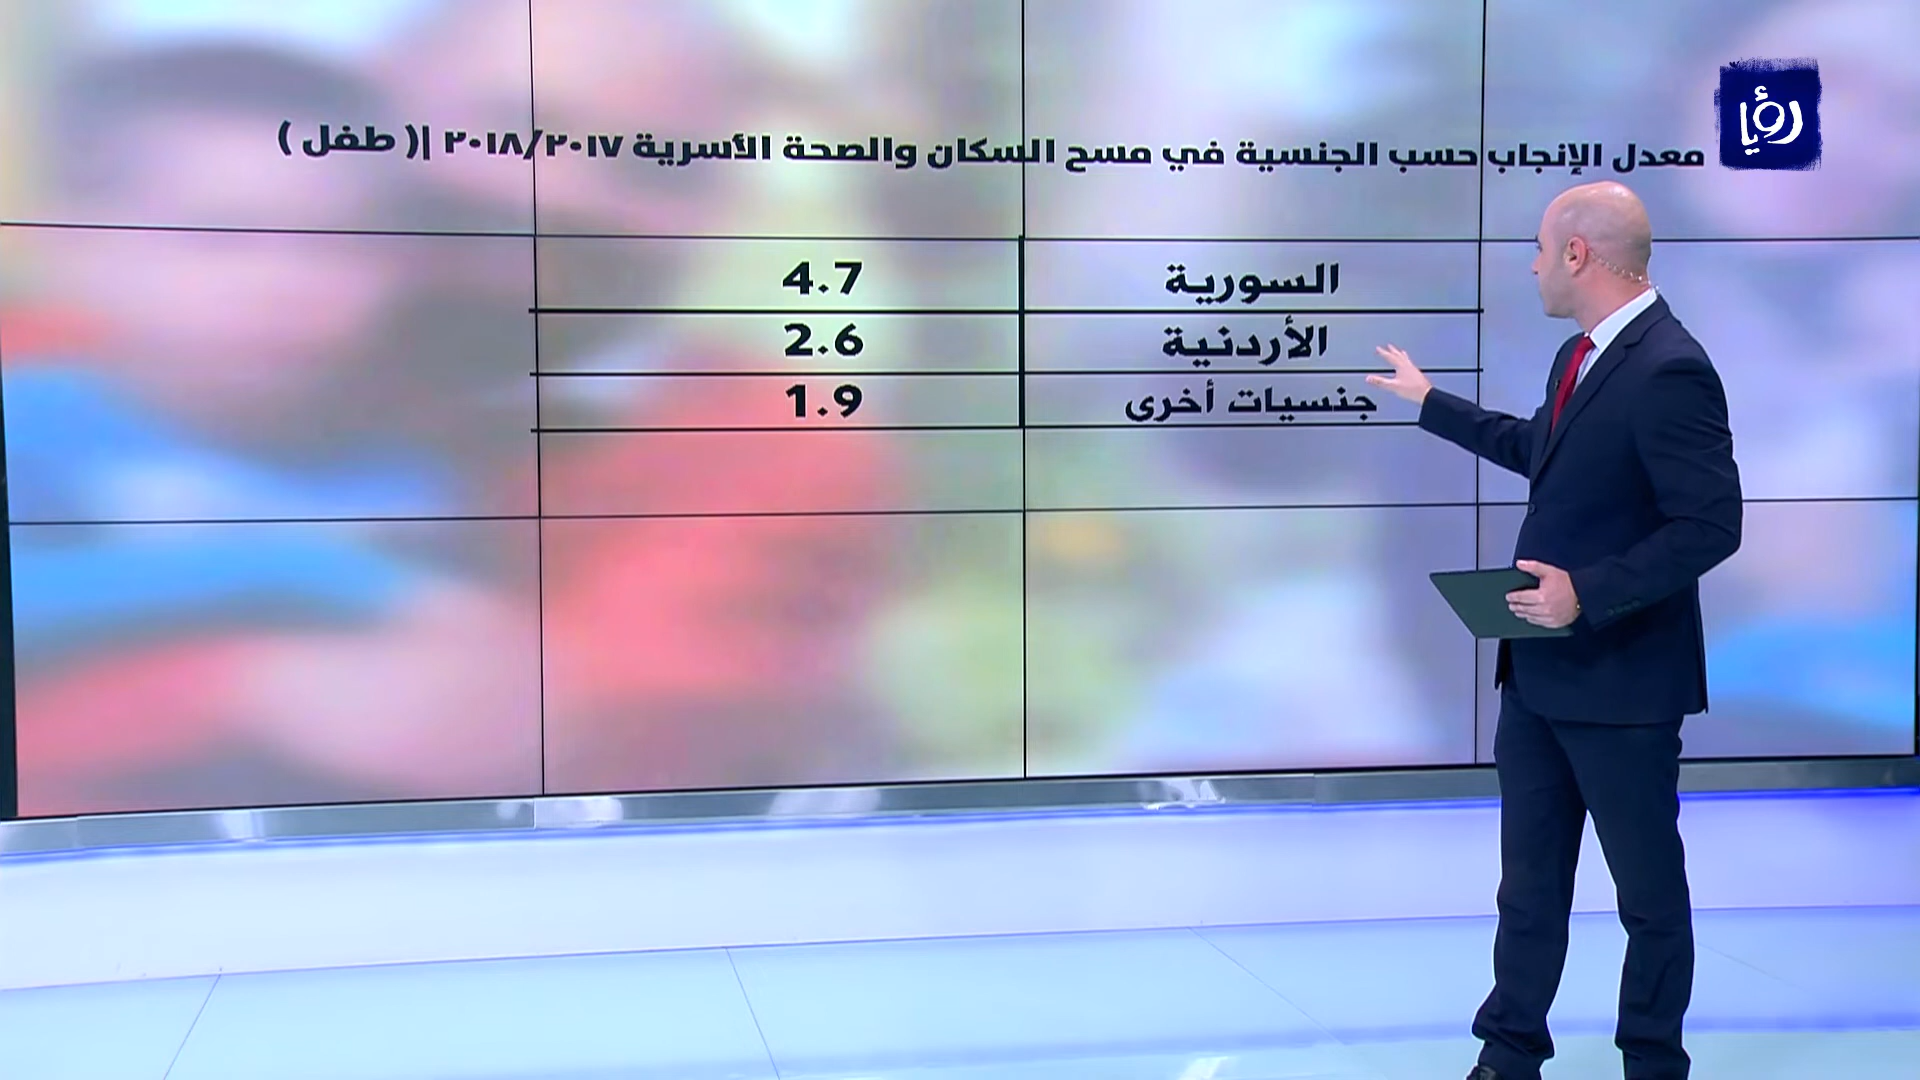 رؤيا
معدل الإنجاب حسب الجنسية في مسح السكان والصحة الأسرية ٢٠١٨/٢٠١٧ |( طفل )
السورية 4.7
الأردنية 2.6
جنسيات أخرى 1.9